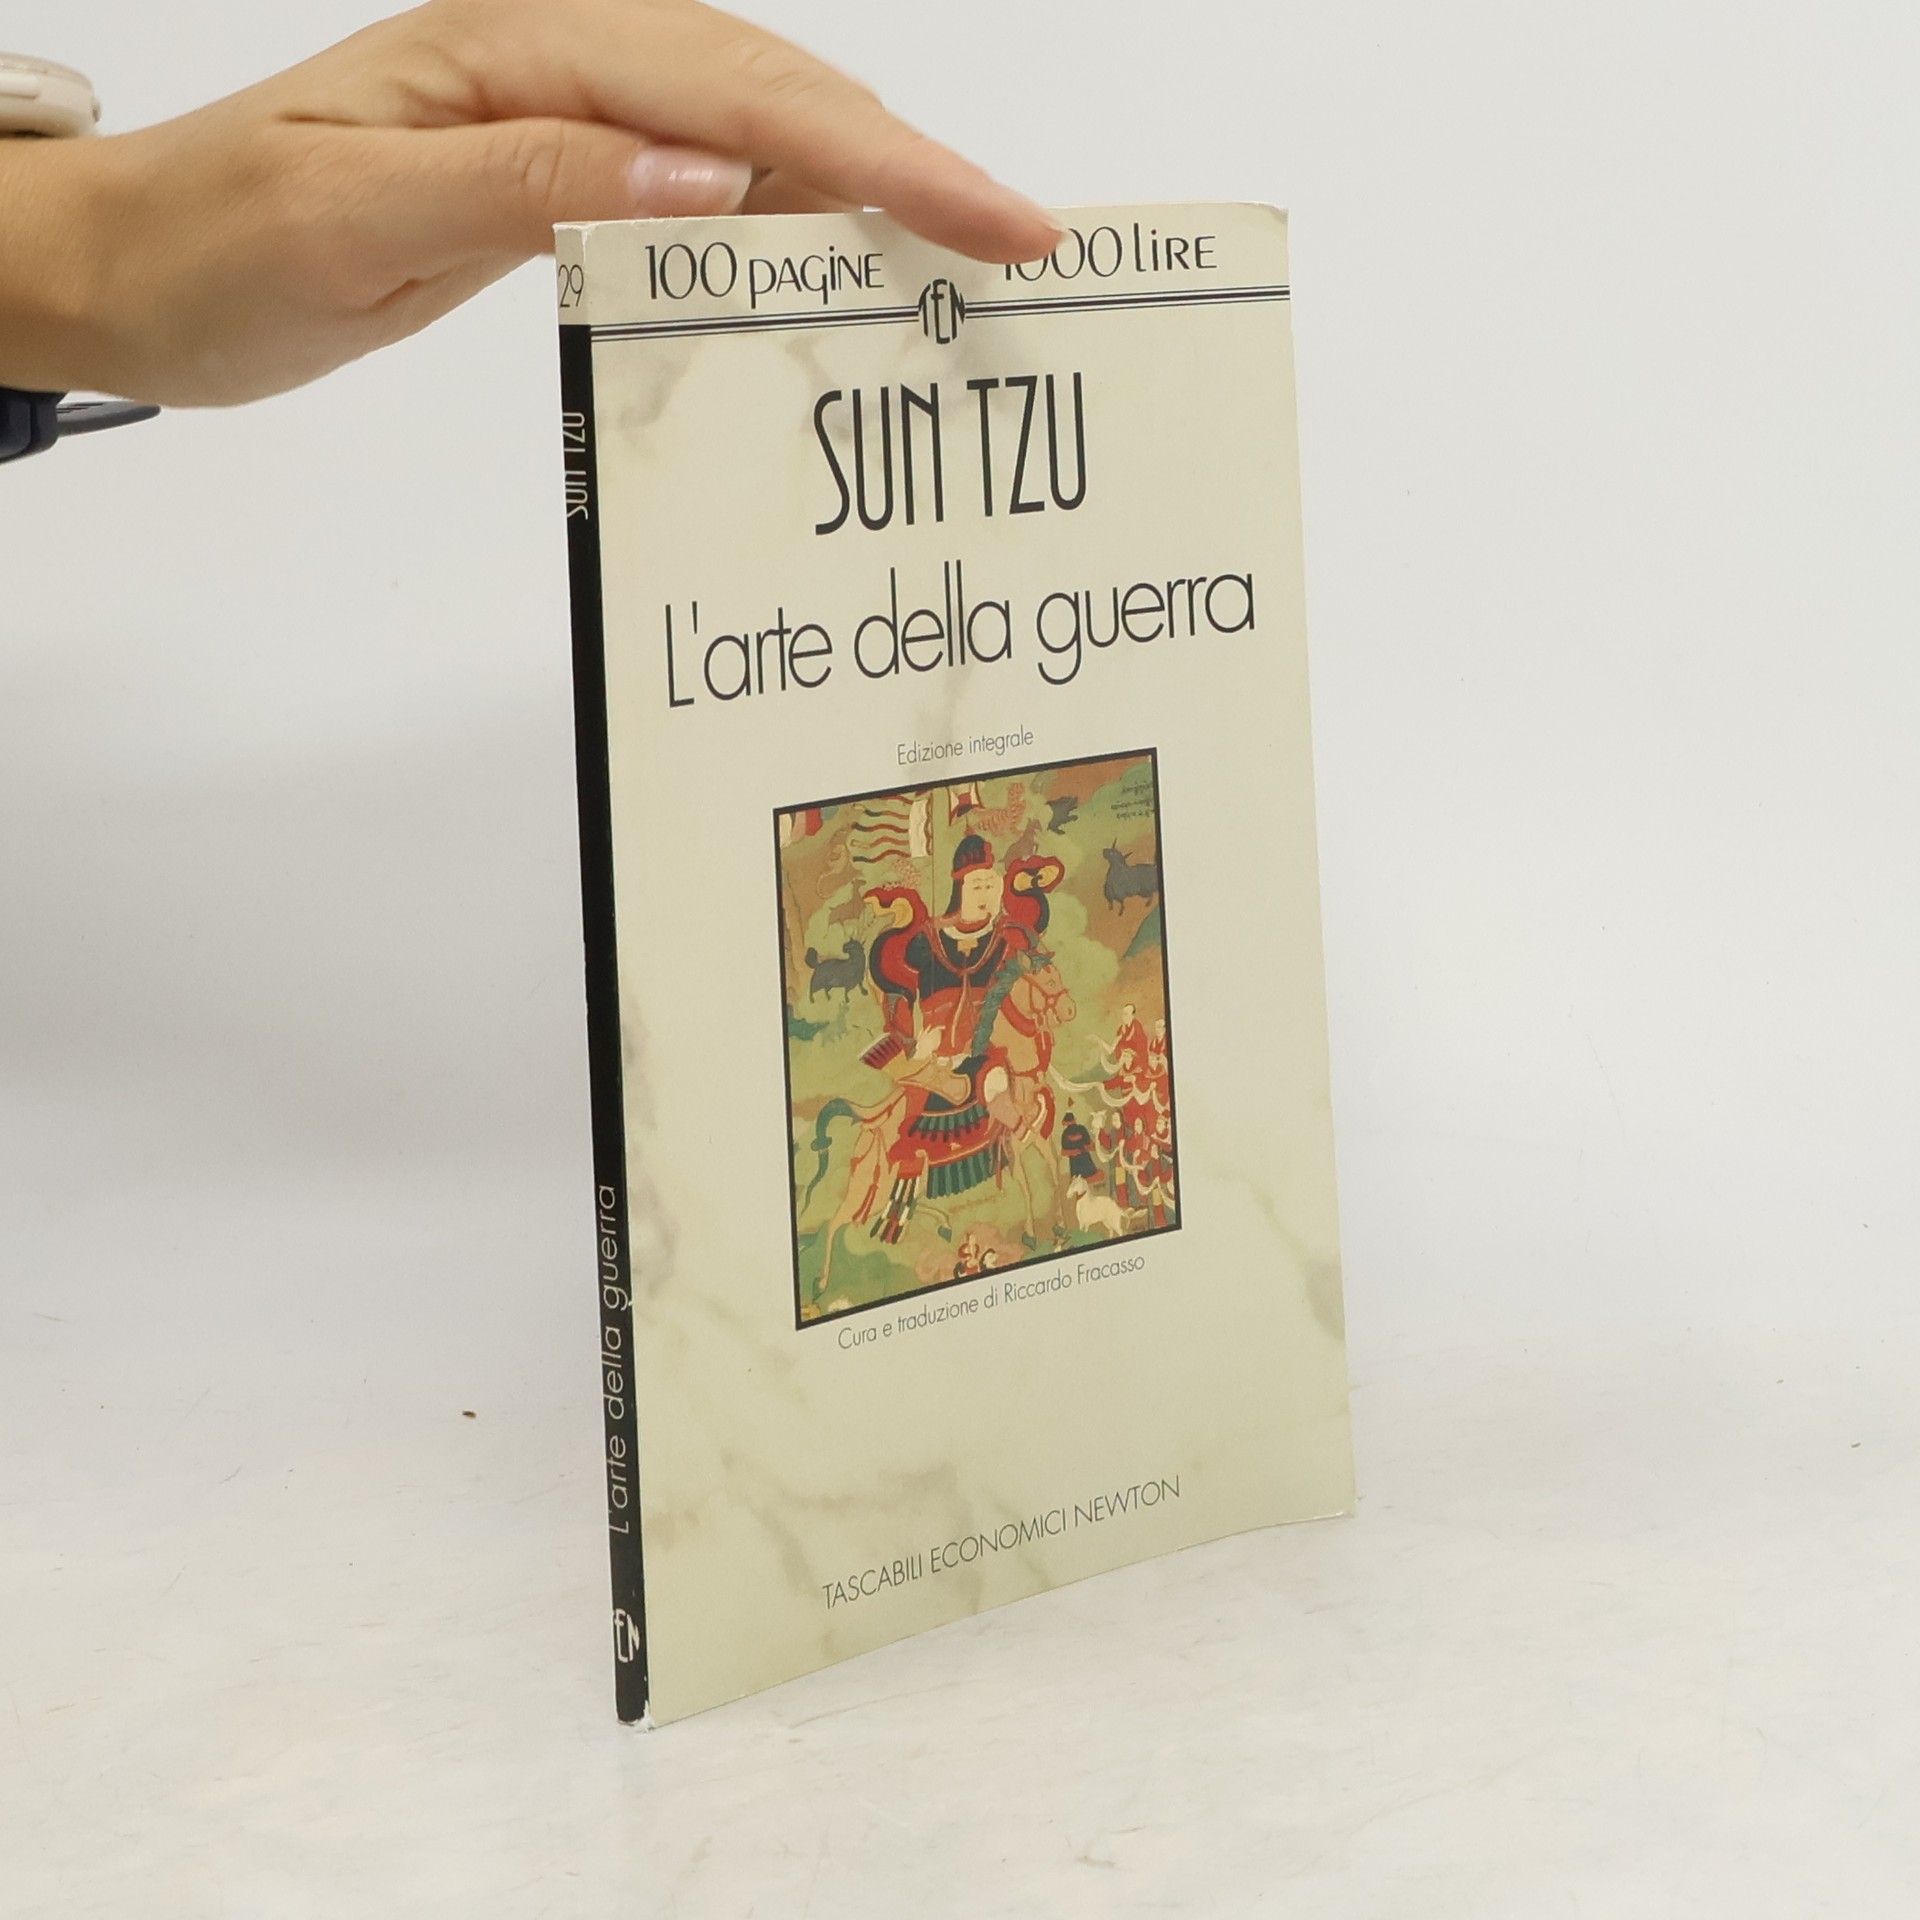 100 PAGINE 1000 LIRE
TEN
SUN TZU
L'arte della guerra
Edizione integrale
Cura e traduzione di Riccardo Fracasso
TASCABILI ECONOMICI NEWTON
29
SUN TZU
L'arte della guerra
TEN